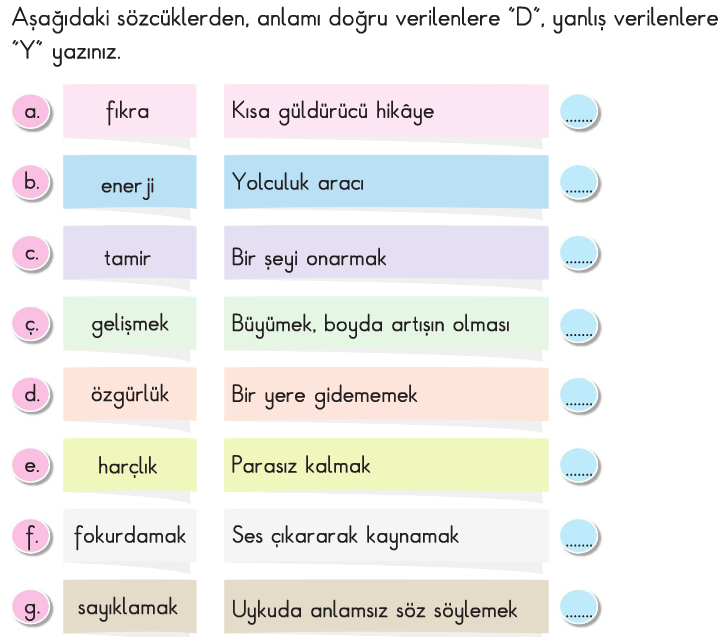 Aşağıdaki sözcüklerden, anlamı doğru verilenlere "D", yanlış verilenlere
"Y" yazınız.
a. fıkra Kısa güldürücü hikâye .......
b. enerji Yolculuk aracı .......
c. tamir Bir şeyi onarmak .......
ç. gelişmek Büyümek, boyda artışın olması .......
d. özgürlük Bir yere gidememek .......
e. harçlık Parasız kalmak .......
f. fokurdamak Ses çıkararak kaynamak .......
g. sayıklamak Uykuda anlamsız söz söylemek .......